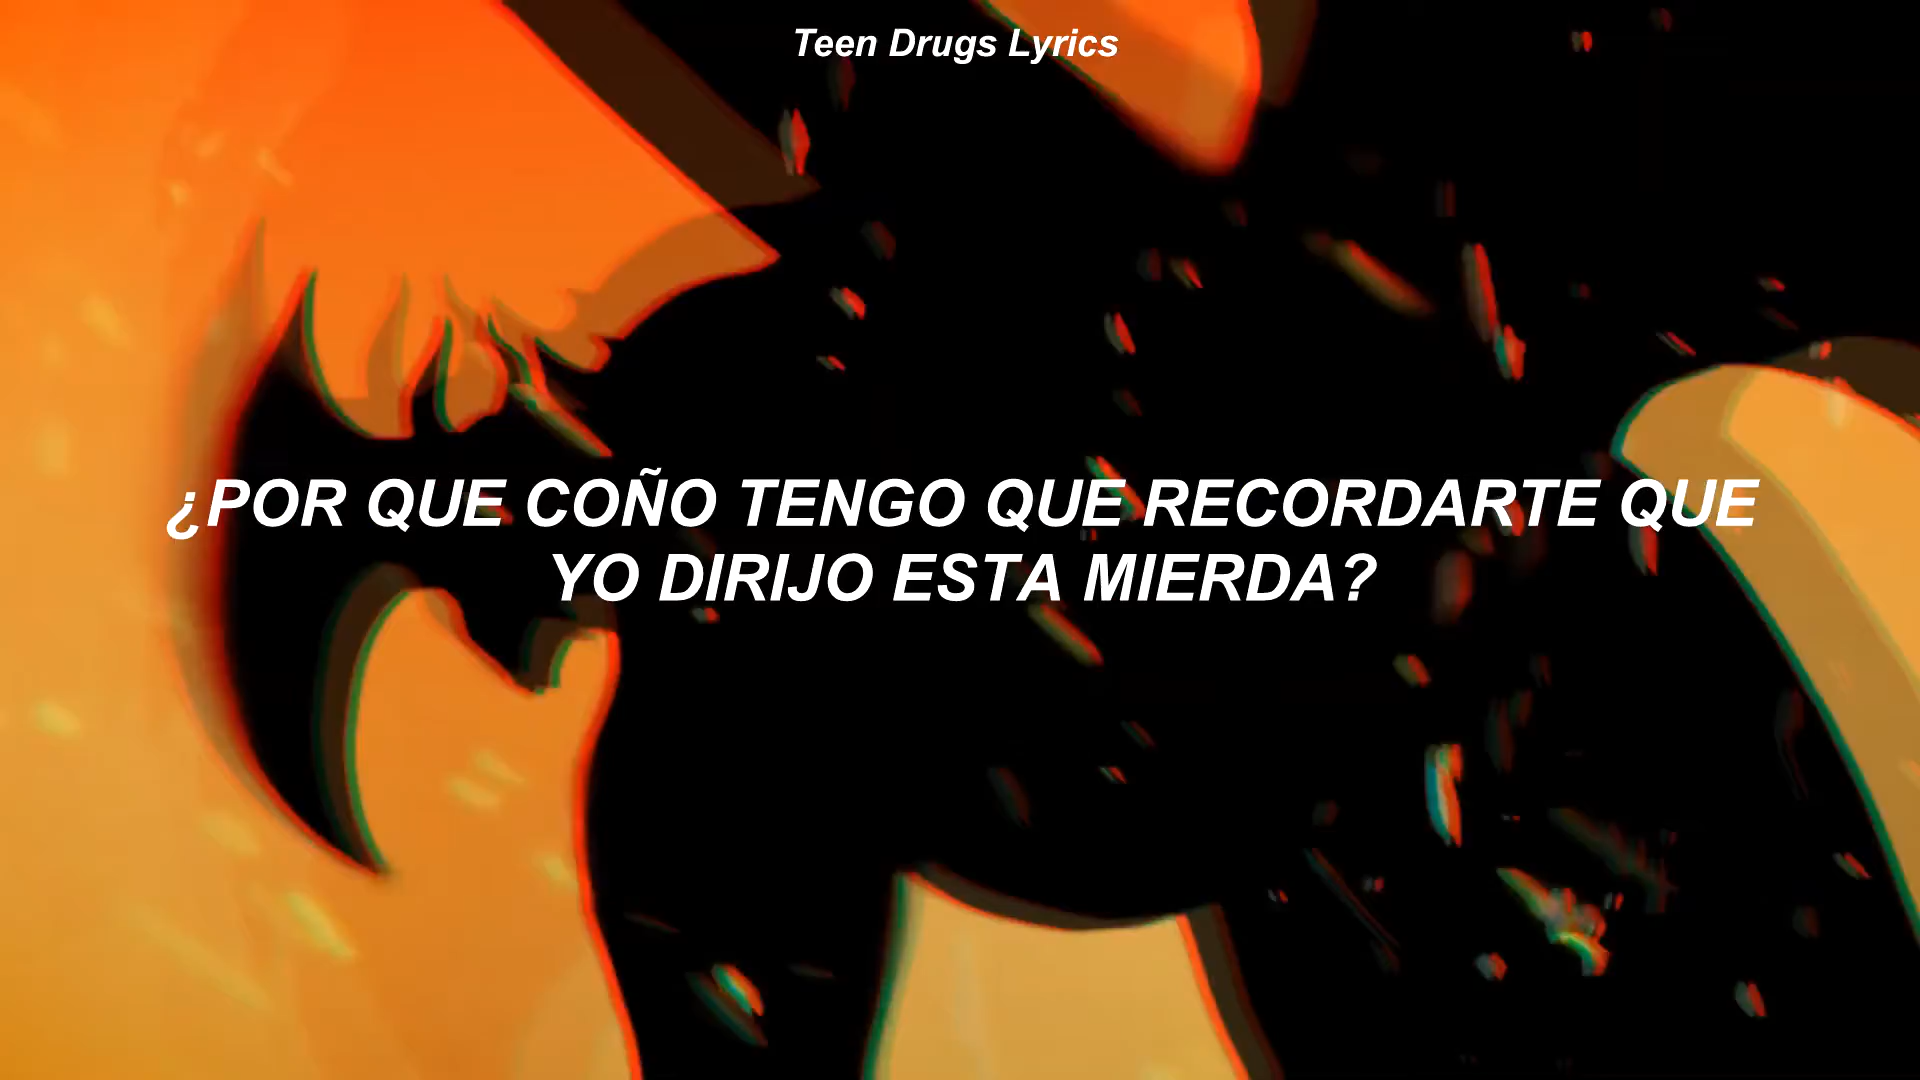 Teen Drugs Lyrics
¿POR QUE COÑO TENGO QUE RECORDARTE QUE
YO DIRIJO ESTA MIERDA?